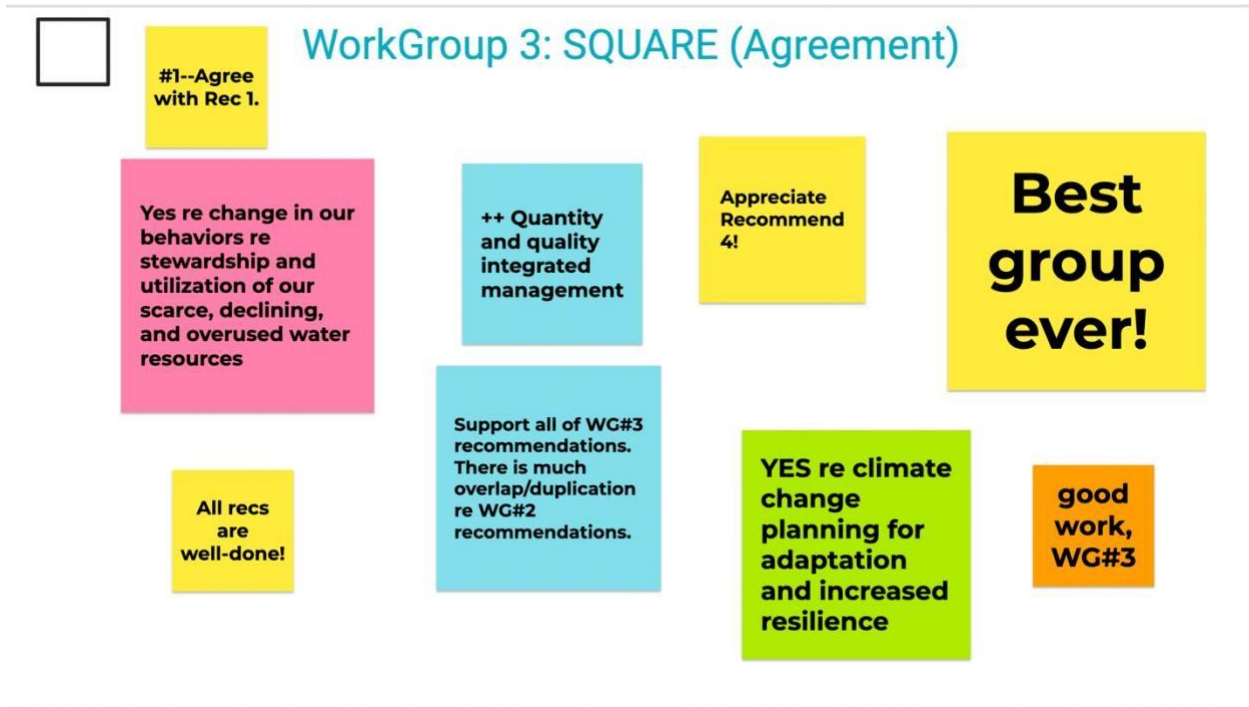 WorkGroup 3: SQUARE (Agreement)
#1--Agree
with Rec 1.
Yes re change in our
behaviors re
stewardship and
utilization of our
scarce, declining,
and overused water
resources
++ Quantity
and quality
integrated
management
Appreciate
Recommend
4!
Best
group
ever!
All recs
are
well-done!
Support all of WG#3
recommendations.
There is much
overlap/duplication
re WG#2
recommendations.
YES re climate
change
planning for
adaptation
and increased
resilience
good
work,
WG#3